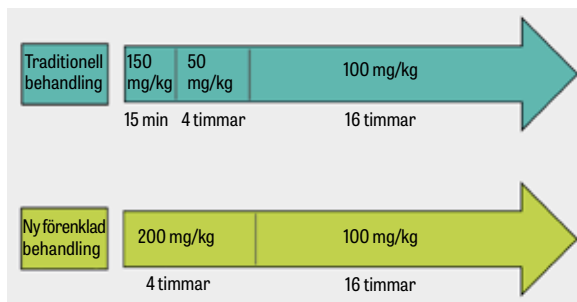 Traditionell
behandling
150
mg/kg
50
mg/kg
100 mg/kg
15 min
4 timmar
16 timmar
Ny förenklad
behandling
200 mg/kg
100 mg/kg
4 timmar
16 timmar